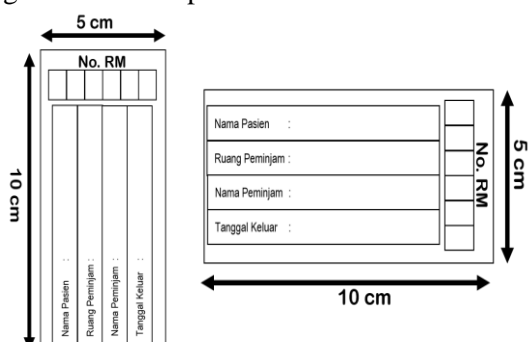 5 cm
No. RM
10 cm
Nama Pasien :
Ruang Peminjam :
Nama Peminjam :
Tanggal Keluar :
Nama Pasien :
Ruang Peminjam :
Nama Peminjam :
Tanggal Keluar :
No. RM
5 cm
10 cm